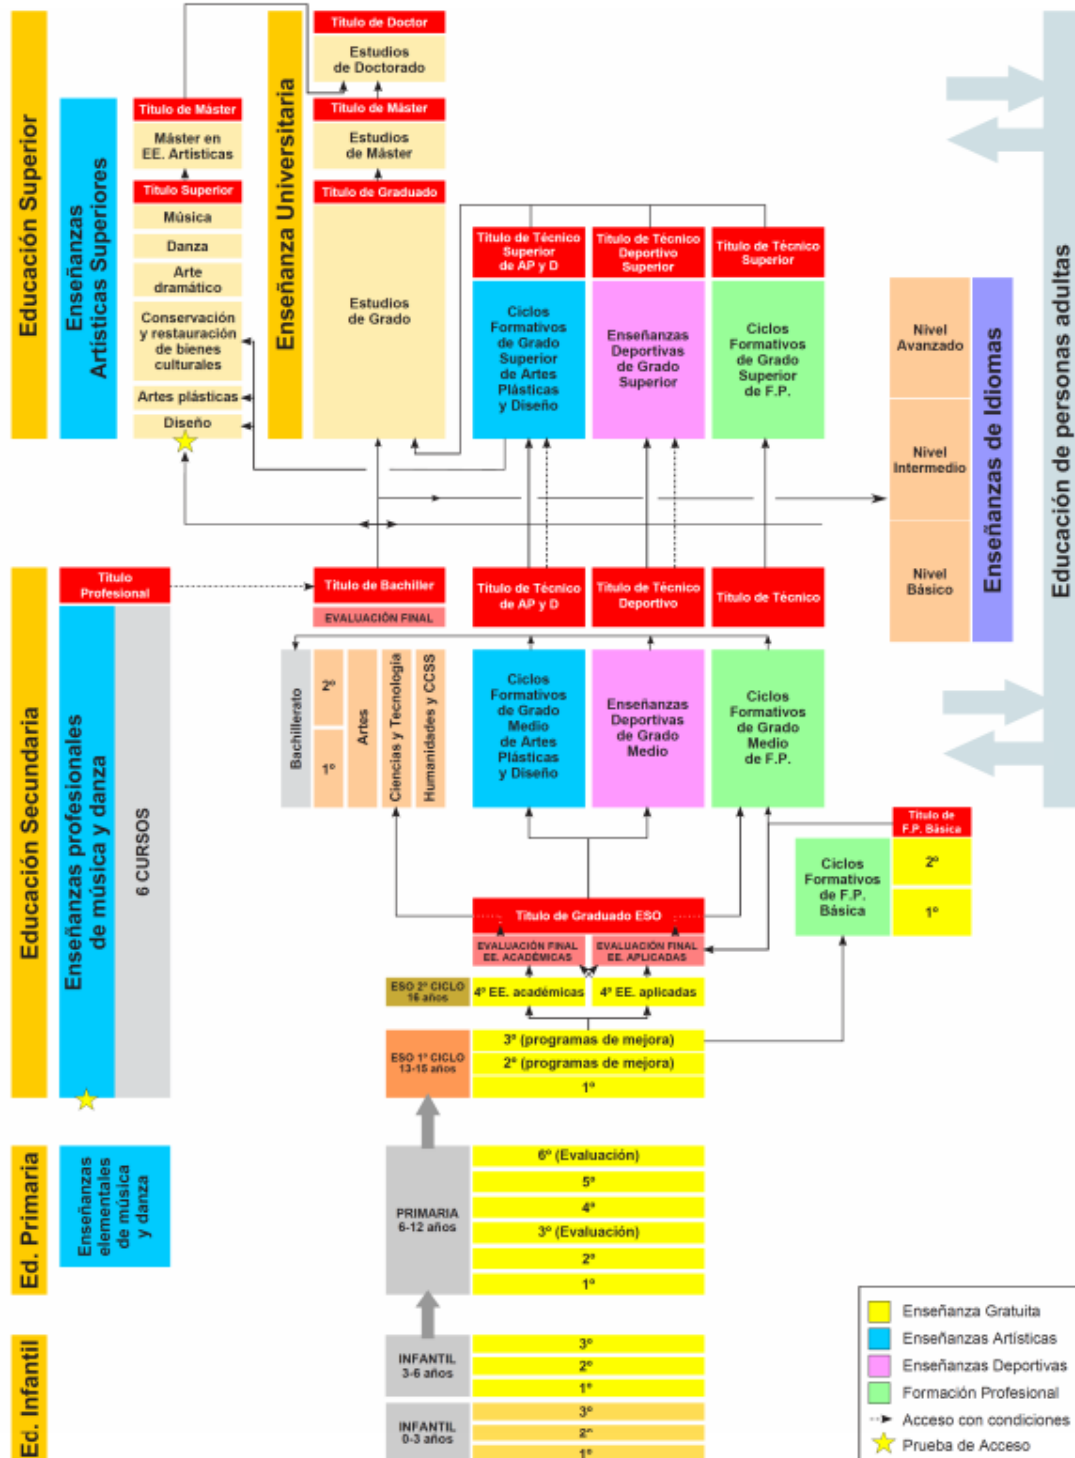 Educación Superior
Enseñanzas
Artísticas Superiores
Título de Máster
Máster en
EE. Artísticas
Título Superior
Música
Danza
Arte
dramático
Conservación
y restauración
de bienes
culturales
Artes plásticas
Diseño
Enseñanza Universitaria
Título de Doctor
Estudios
de Doctorado
Título de Máster
Estudios
de Máster
Título de Graduado
Estudios
de Grado
Título de Técnico
Superior
de AP y D
Ciclos
Formativos
de Grado
Superior
de Artes
Plásticas
y Diseño
Título de Técnico
Deportivo
Superior
Enseñanzas
Deportivas
de Grado
Superior
Título de Técnico
Superior
Ciclos
Formativos
de Grado
Superior
de F.P.
Nivel
Avanzado
Nivel
Intermedio
Nivel
Básico
Enseñanzas de Idiomas
Educación de personas adultas
Educación Secundaria
Título
Profesional
Enseñanzas profesionales
de música y danza
6 CURSOS
Título de Bachiller
EVALUACIÓN FINAL
Bachillerato
2º
1º
Artes
Ciencias y Tecnología
Humanidades y CCSS
Título de Técnico
de AP y D
Ciclos
Formativos
de Grado
Medio
de Artes
Plásticas
y Diseño
Título de Técnico
Deportivo
Enseñanzas
Deportivas
de Grado
Medio
Título de Técnico
Ciclos
Formativos
de Grado
Medio
de F.P.
Título de
F.P. Básica
Ciclos
Formativos
de F.P.
Básica
2º
1º
Título de Graduado ESO
EVALUACIÓN FINAL
EE. ACADÉMICAS
EVALUACIÓN FINAL
EE. APLICADAS
ESO 2º CICLO
16 años
4º EE. académicas
4º EE. aplicadas
ESO 1º CICLO
13-15 años
3º (programas de mejora)
2º (programas de mejora)
1º
Ed. Primaria
Enseñanzas
elementales
de música
y danza
PRIMARIA
6-12 años
6º (Evaluación)
5º
4º
3º (Evaluación)
2º
1º
Ed. Infantil
INFANTIL
3-6 años
3º
2º
1º
INFANTIL
0-3 años
3º
2º
1º
Enseñanza Gratuita
Enseñanzas Artísticas
Enseñanzas Deportivas
Formación Profesional
Acceso con condiciones
Prueba de Acceso